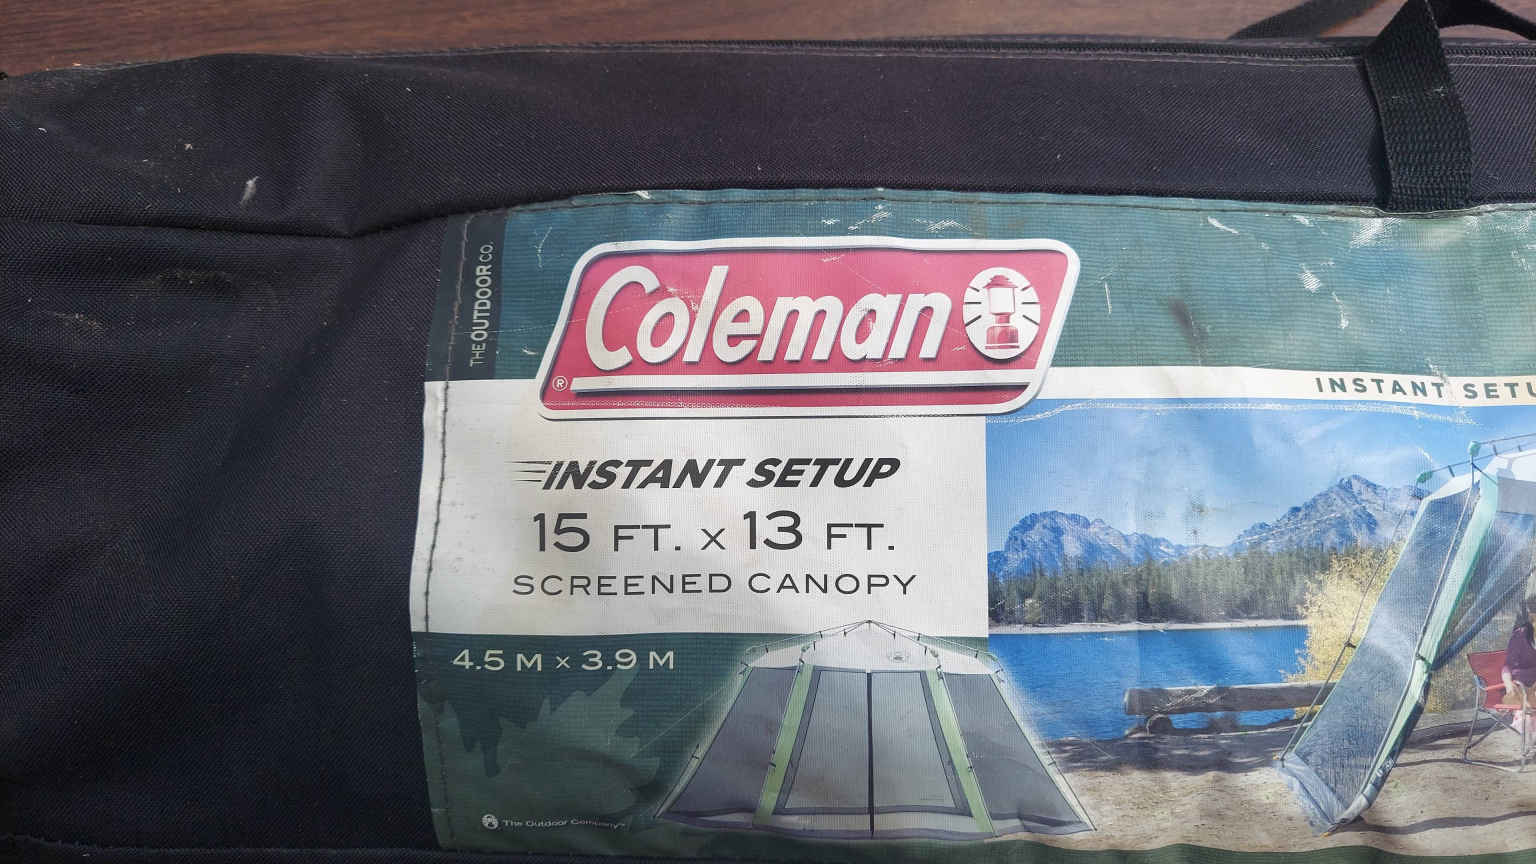 THE OUTDOOR CO.
Coleman
®
INSTANT SETUP
15 FT. x 13 FT.
SCREENED CANOPY
4.5 M x 3.9 M
The Outdoor Company™
INSTANT SETU